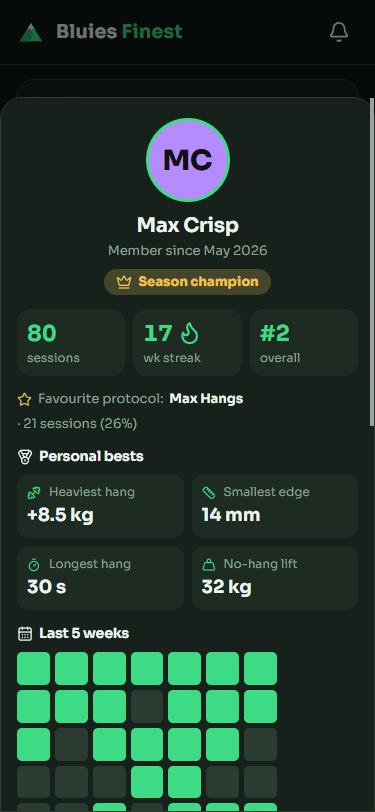 Bluies Finest
MC
Max Crisp
Member since May 2026
Season champion
80
sessions
17
wk streak
#2
overall
Favourite protocol: Max Hangs
· 21 sessions (26%)
Personal bests
Heaviest hang
+8.5 kg
Smallest edge
14 mm
Longest hang
30 s
No-hang lift
32 kg
Last 5 weeks